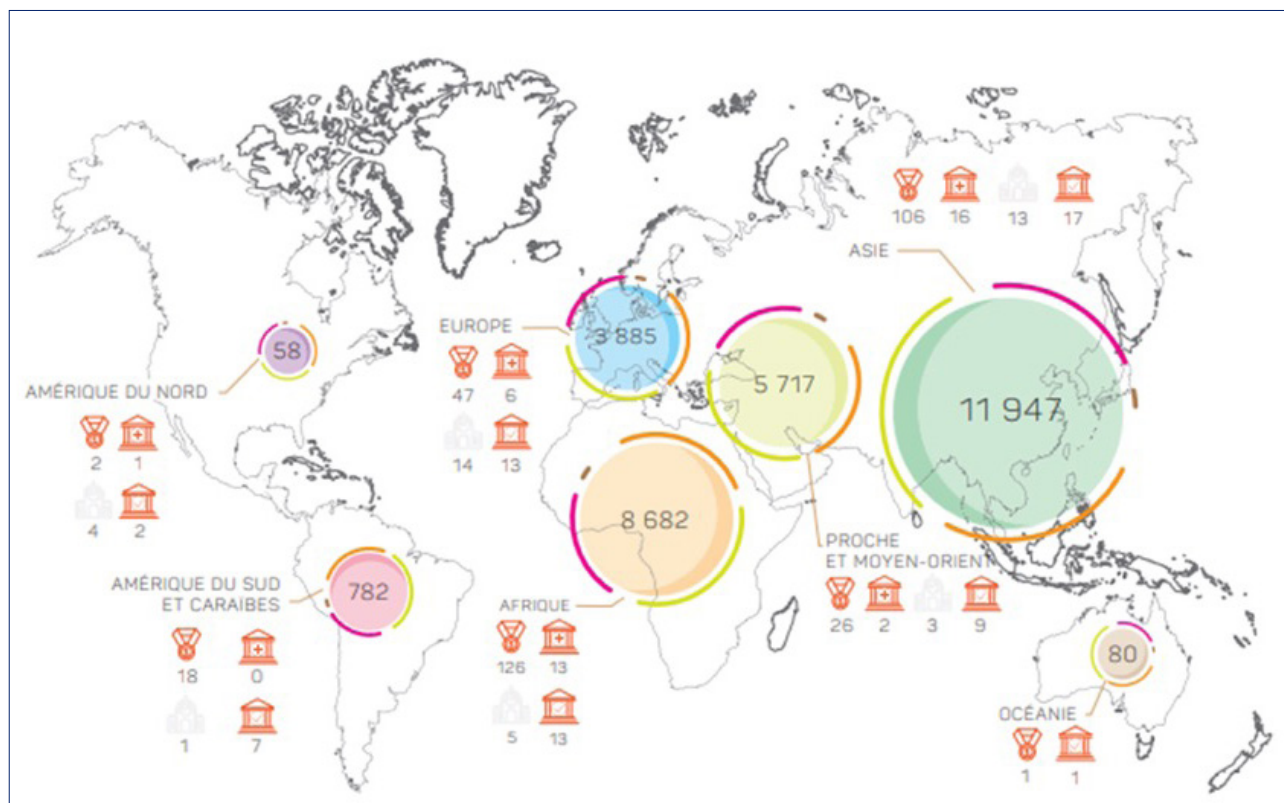 106 16 13 17
ASIE
11 947
EUROPE
3 885
47 6
14 13
5 717
58
AMÉRIQUE DU NORD
2 1
4 2
8 682
PROCHE
ET MOYEN-ORIENT
26 2 3 9
AMÉRIQUE DU SUD
ET CARAIBES
782
18 0
1 7
AFRIQUE
126 13
5 13
80
OCÉANIE
1 1